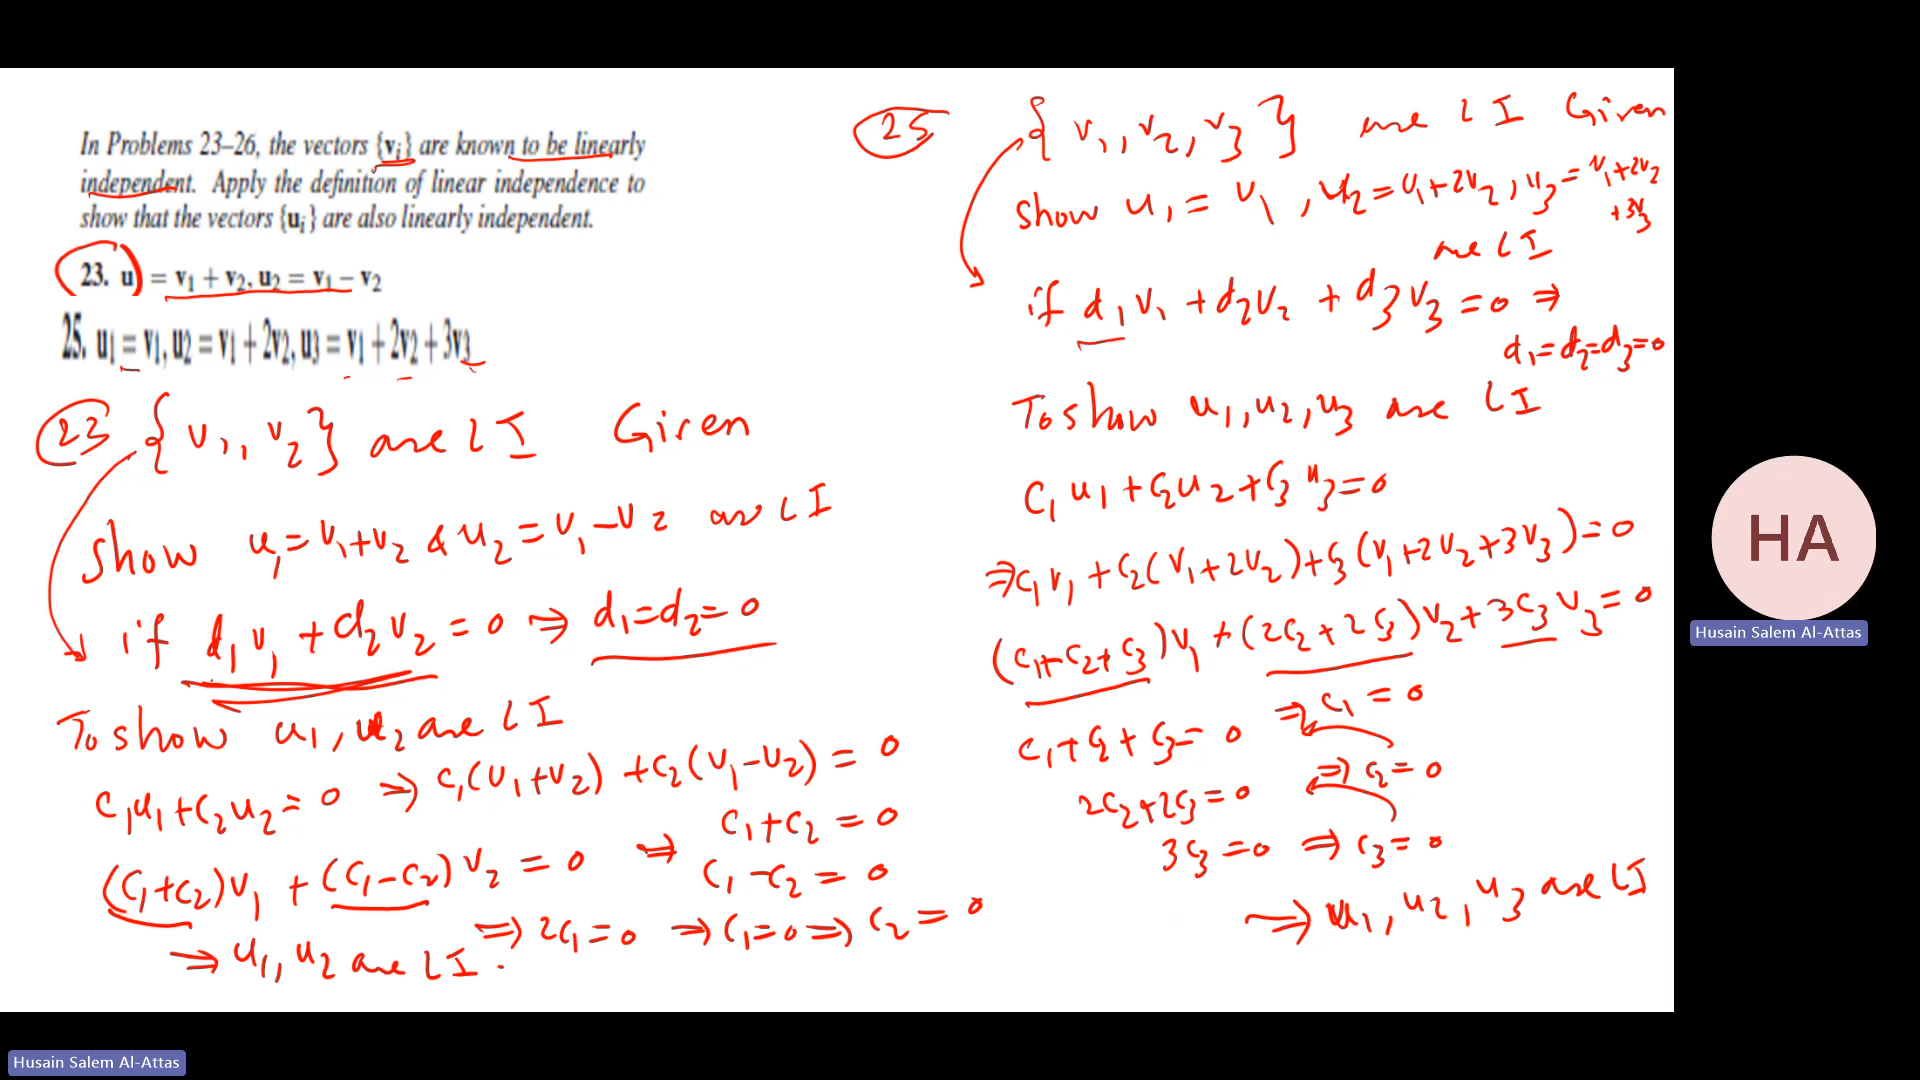 In Problems 23–26, the vectors {vᵢ} are known to be linearly
independent. Apply the definition of linear independence to
show that the vectors {uᵢ} are also linearly independent.
23. u = v₁ + v₂, u₂ = v₁ − v₂
25. u₁ = v₁, u₂ = v₁ + 2v₂, u₃ = v₁ + 2v₂ + 3v₃
23 {v₁, v₂} are LI Given
Show u₁ = v₁+v₂ & u₂ = v₁−v₂ are LI
if d₁v₁ + d₂v₂ = 0 ⇒ d₁=d₂=0
To show u₁, u₂ are LI
c₁u₁+c₂u₂ = 0 ⇒ c₁(v₁+v₂) + c₂(v₁−v₂) = 0
(c₁+c₂)v₁ + (c₁−c₂)v₂ = 0 ⇒ c₁+c₂ = 0
c₁−c₂ = 0
⇒ 2c₁=0 ⇒ c₁=0 ⇒ c₂ = 0
⇒ u₁, u₂ are LI.
25 {v₁, v₂, v₃} are LI Given
Show u₁ = v₁, u₂ = v₁+2v₂, u₃ = v₁+2v₂
+3v₃
are LI
if d₁v₁ + d₂v₂ + d₃v₃ = 0 ⇒
d₁=d₂=d₃=0
To show u₁, u₂, u₃ are LI
c₁u₁+c₂u₂+c₃u₃=0
⇒ c₁v₁ + c₂(v₁+2v₂)+c₃(v₁+2v₂+3v₃)=0
(c₁+c₂+c₃)v₁ + (2c₂+2c₃)v₂ + 3c₃v₃ = 0
c₁+c₂+c₃ = 0 ⇒ c₁ = 0
2c₂+2c₃=0 ⇒ c₂=0
3c₃=0 ⇒ c₃=0
⇒ u₁, u₂, u₃ are LI
HA
Husain Salem Al-Attas
Husain Salem Al-Attas